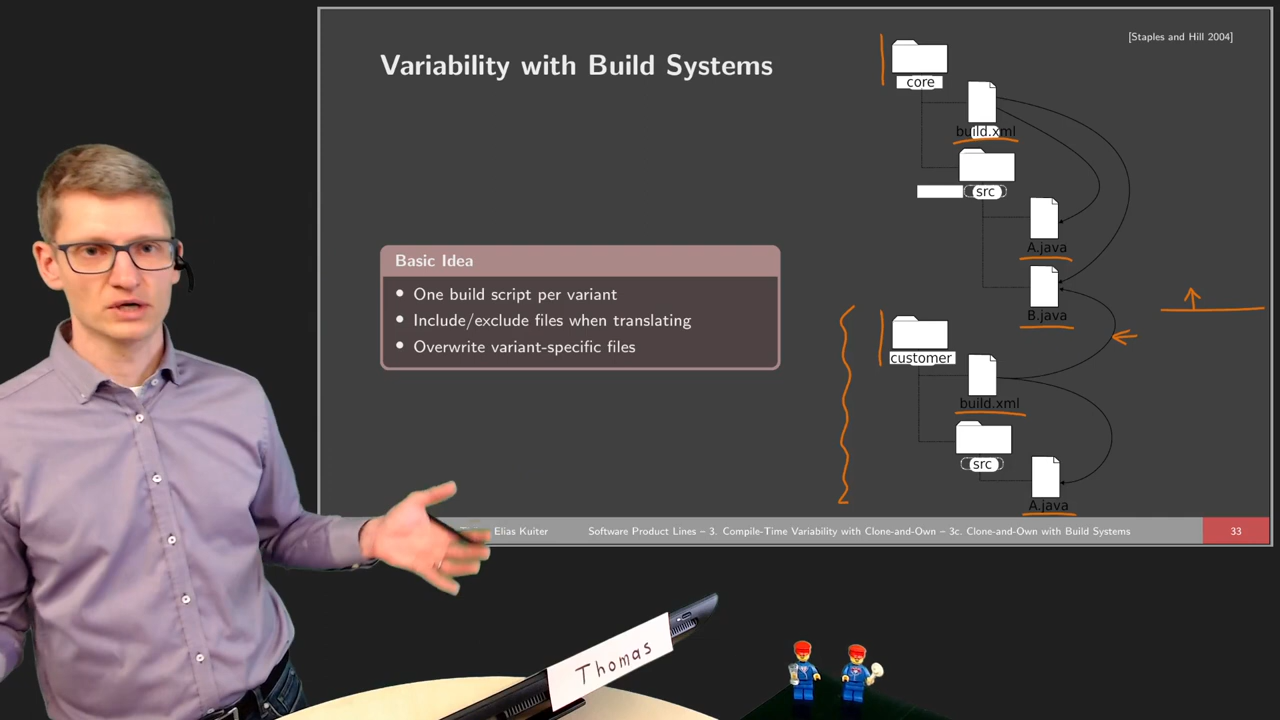 [Staples and Hill 2004]
Variability with Build Systems
core
build.xml
src
A.java
B.java
Basic Idea
• One build script per variant
• Include/exclude files when translating
• Overwrite variant-specific files
customer
build.xml
src
A.java
Elias Kuiter
Software Product Lines – 3. Compile-Time Variability with Clone-and-Own – 3c. Clone-and-Own with Build Systems
33
Thomas